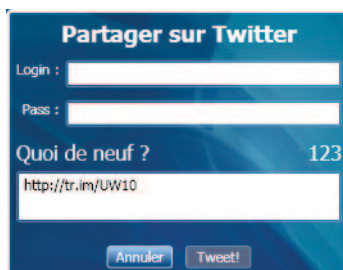 Partager sur Twitter
Login :
Pass :
Quoi de neuf ? 123
http://tr.im/UW10
Annuler Tweet!